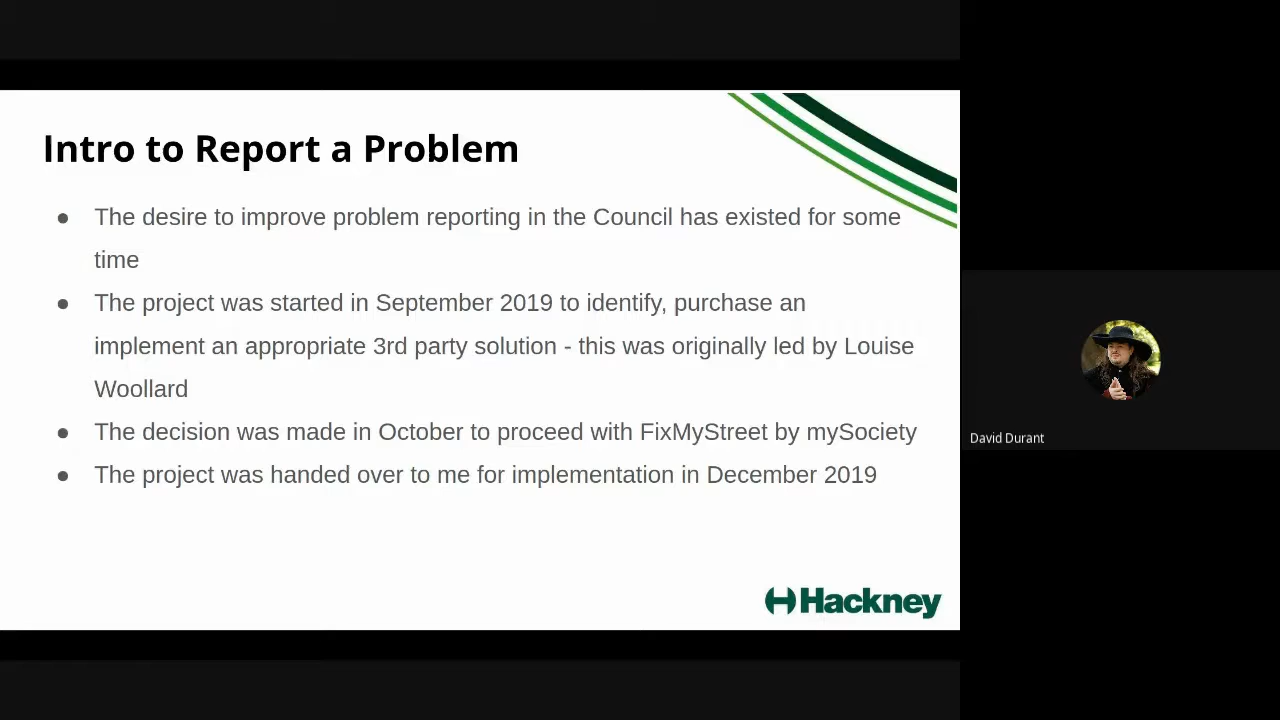 Intro to Report a Problem
● The desire to improve problem reporting in the Council has existed for some
time
● The project was started in September 2019 to identify, purchase an
implement an appropriate 3rd party solution - this was originally led by Louise
Woollard
● The decision was made in October to proceed with FixMyStreet by mySociety
● The project was handed over to me for implementation in December 2019
Hackney
David Durant